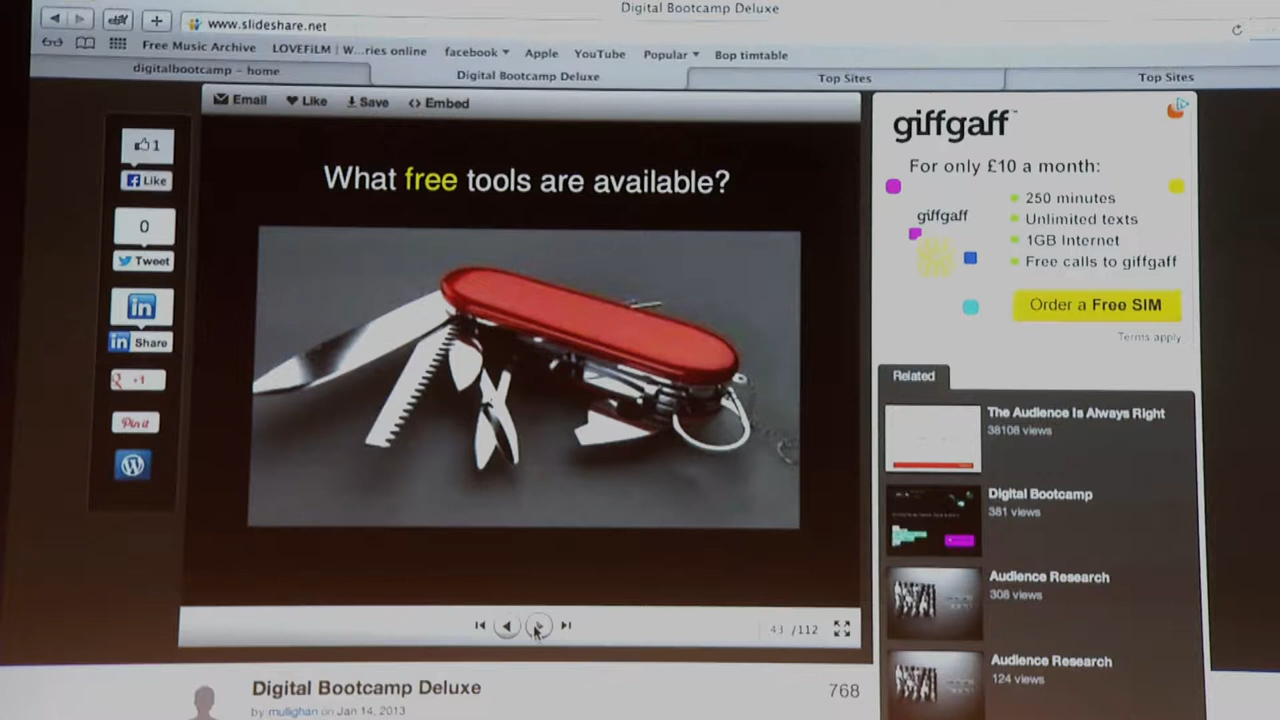 Digital Bootcamp Deluxe
www.slideshare.net
Free Music Archive LOVEFiLM | W...ries online facebook Apple YouTube Popular Bop timtable
digitalbootcamp – home Digital Bootcamp Deluxe Top Sites Top Sites
Email Like Save Embed
1
Like
0
Tweet
in
in Share
+1
Pin it
What free tools are available?
43 /112
Digital Bootcamp Deluxe
768
by mullighan on Jan 14, 2013
giffgaff
For only £10 a month:
giffgaff
250 minutes
Unlimited texts
1GB Internet
Free calls to giffgaff
Order a Free SIM
Terms apply
Related
The Audience Is Always Right
38108 views
Digital Bootcamp
381 views
Audience Research
308 views
Audience Research
124 views